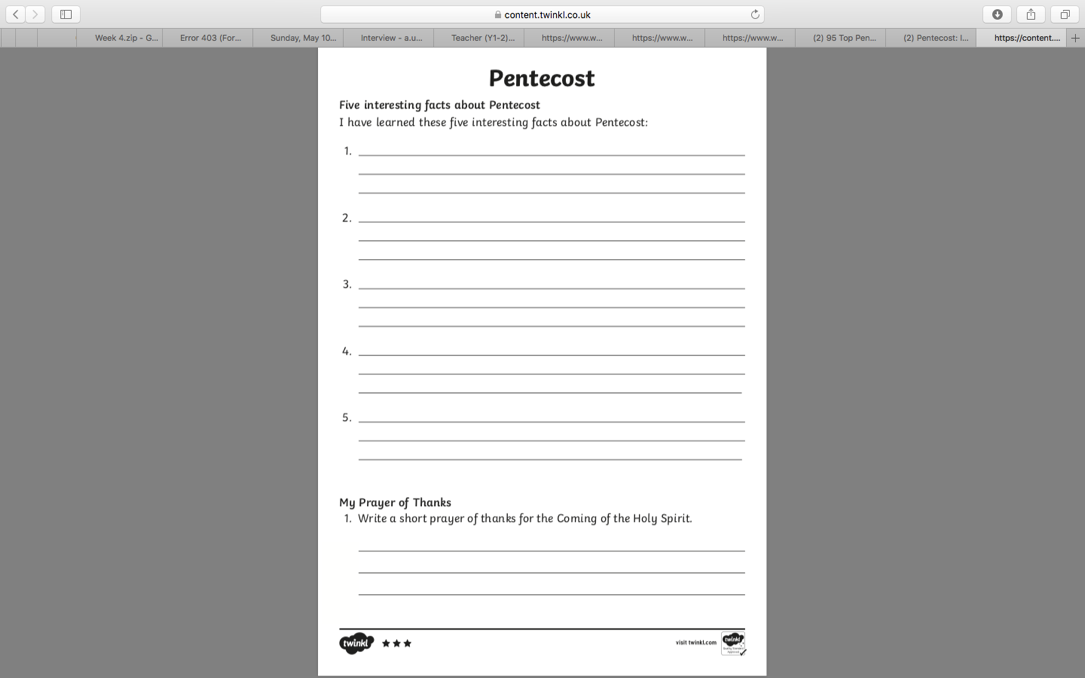 content.twinkl.co.uk
Week 4.zip - G...
Error 403 (For...
Sunday, May 10...
Interview - a.u...
Teacher (Y1-2)...
https://www.w...
https://www.w...
https://www.w...
(2) 95 Top Pen...
(2) Pentecost: I...
https://content....
Pentecost
Five interesting facts about Pentecost
I have learned these five interesting facts about Pentecost:
1.
2.
3.
4.
5.
My Prayer of Thanks
1. Write a short prayer of thanks for the Coming of the Holy Spirit.
twinkl
visit twinkl.com
twinkl